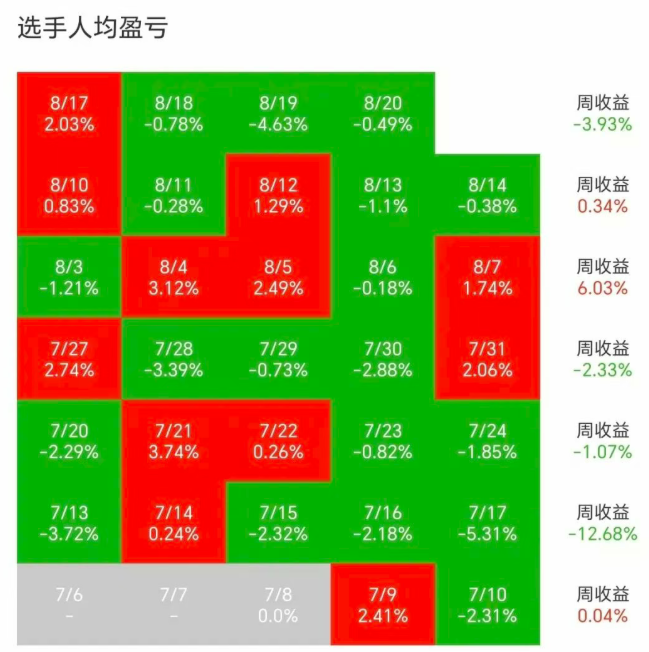 选手人均盈亏
8/17 8/18 8/19 8/20 周收益
2.03% -0.78% -4.63% -0.49% -3.93%
8/10 8/11 8/12 8/13 8/14 周收益
0.83% -0.28% 1.29% -1.1% -0.38% 0.34%
8/3 8/4 8/5 8/6 8/7 周收益
-1.21% 3.12% 2.49% -0.18% 1.74% 6.03%
7/27 7/28 7/29 7/30 7/31 周收益
2.74% -3.39% -0.73% -2.88% 2.06% -2.33%
7/20 7/21 7/22 7/23 7/24 周收益
-2.29% 3.74% 0.26% -0.82% -1.85% -1.07%
7/13 7/14 7/15 7/16 7/17 周收益
-3.72% 0.24% -2.32% -2.18% -5.31% -12.68%
7/6 7/7 7/8 7/9 7/10 周收益
- - 0.0% 2.41% -2.31% 0.04%